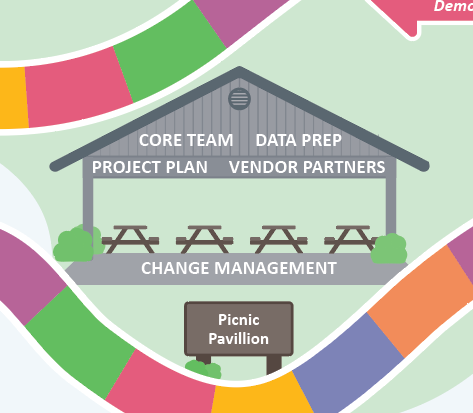 Demo
CORE TEAM DATA PREP
PROJECT PLAN VENDOR PARTNERS
CHANGE MANAGEMENT
Picnic
Pavillion